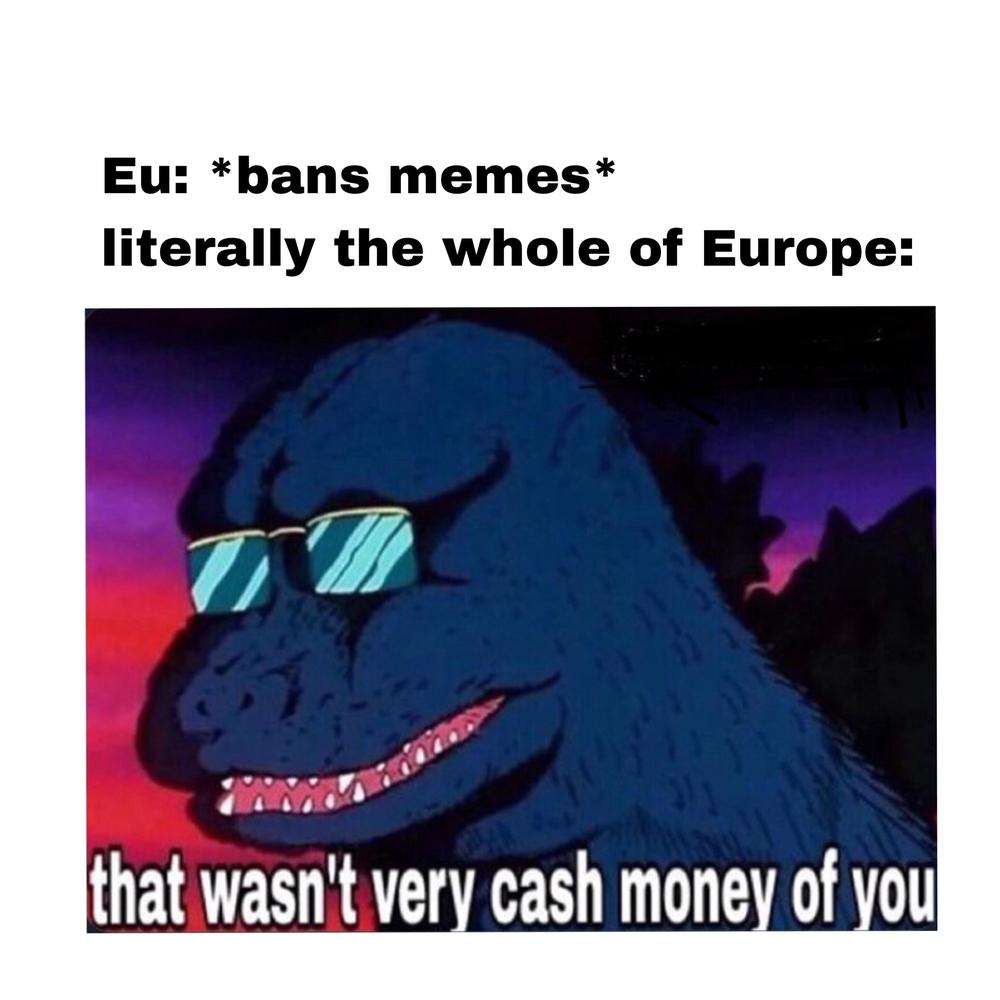 Eu: *bans memes*
literally the whole of Europe:
that wasn't very cash money of you